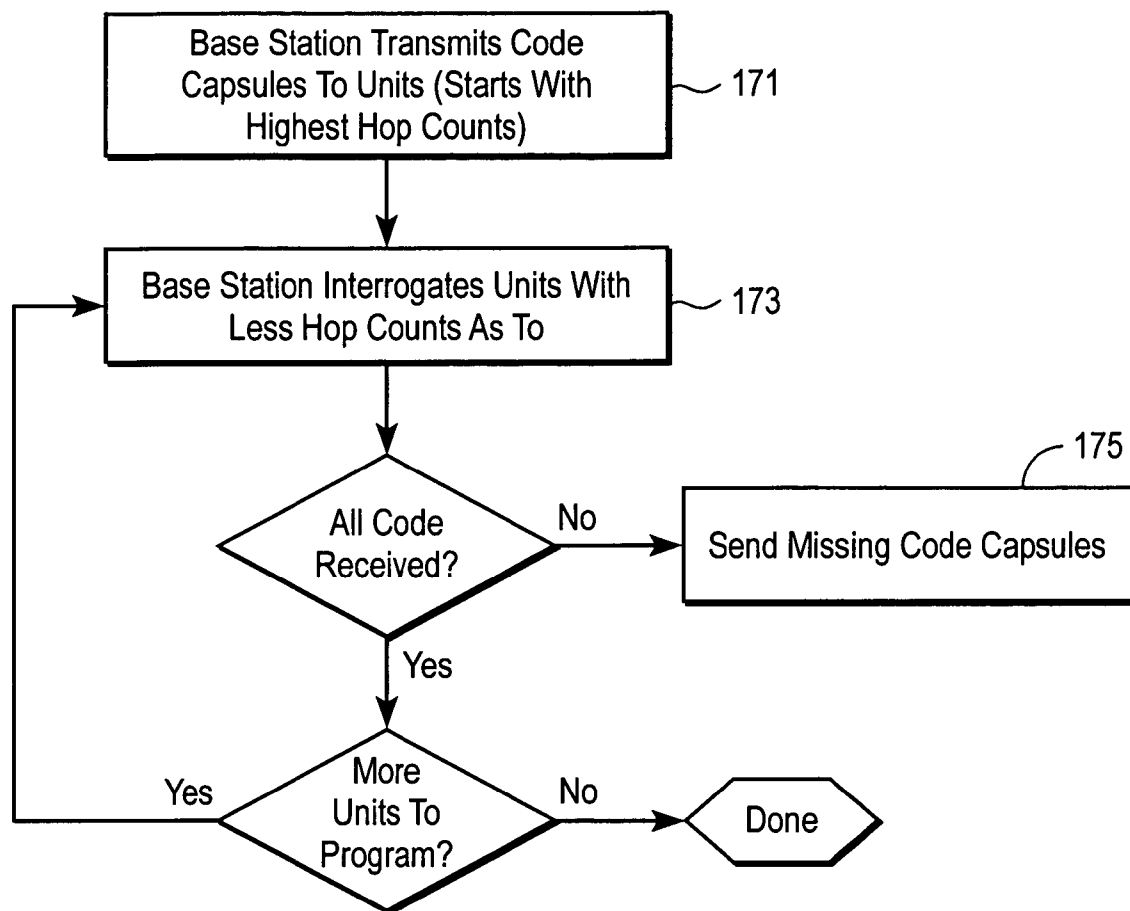 Base Station Transmits Code
Capsules To Units (Starts With
Highest Hop Counts)
171
Base Station Interrogates Units With
Less Hop Counts As To
173
All Code
Received?
No
175
Send Missing Code Capsules
Yes
More
Units To
Program?
Yes
No
Done